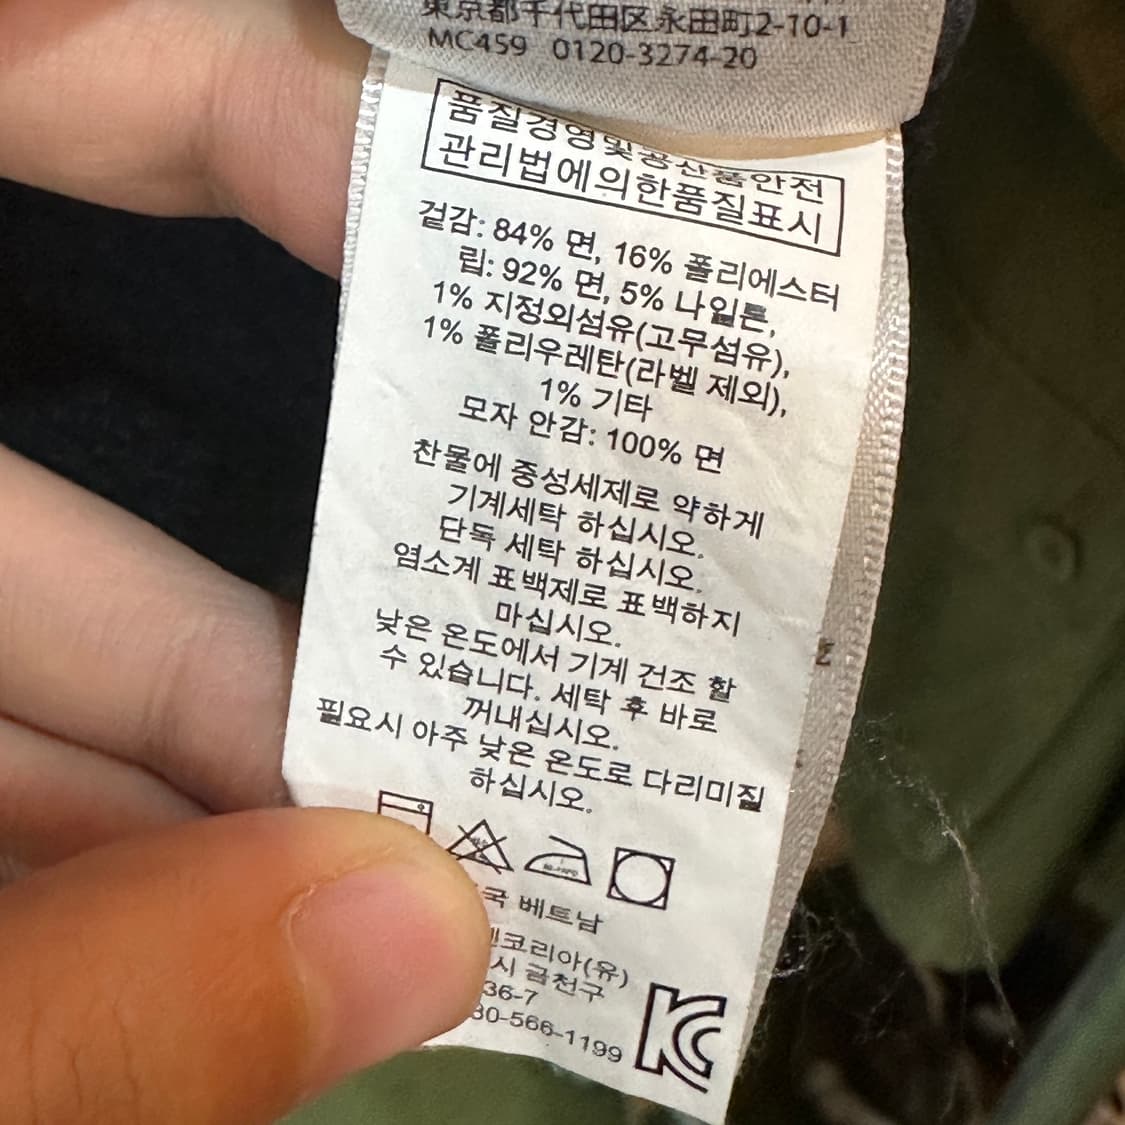 東京都千代田区永田町2-10-1
MC459 0120-3274-20
품질경영및공산품안전
관리법에의한품질표시
겉감: 84% 면, 16% 폴리에스터
립: 92% 면, 5% 나일론,
1% 지정외섬유(고무섬유),
1% 폴리우레탄(라벨 제외),
1% 기타
모자 안감: 100% 면
찬물에 중성세제로 약하게
기계세탁 하십시오.
단독 세탁 하십시오.
염소계 표백제로 표백하지
마십시오.
낮은 온도에서 기계 건조 할
수 있습니다. 세탁 후 바로
꺼내십시오.
필요시 아주 낮은 온도로 다리미질
하십시오.
국 베트남
코리아(유)
시 금천구
36-7
80-566-1199
KC